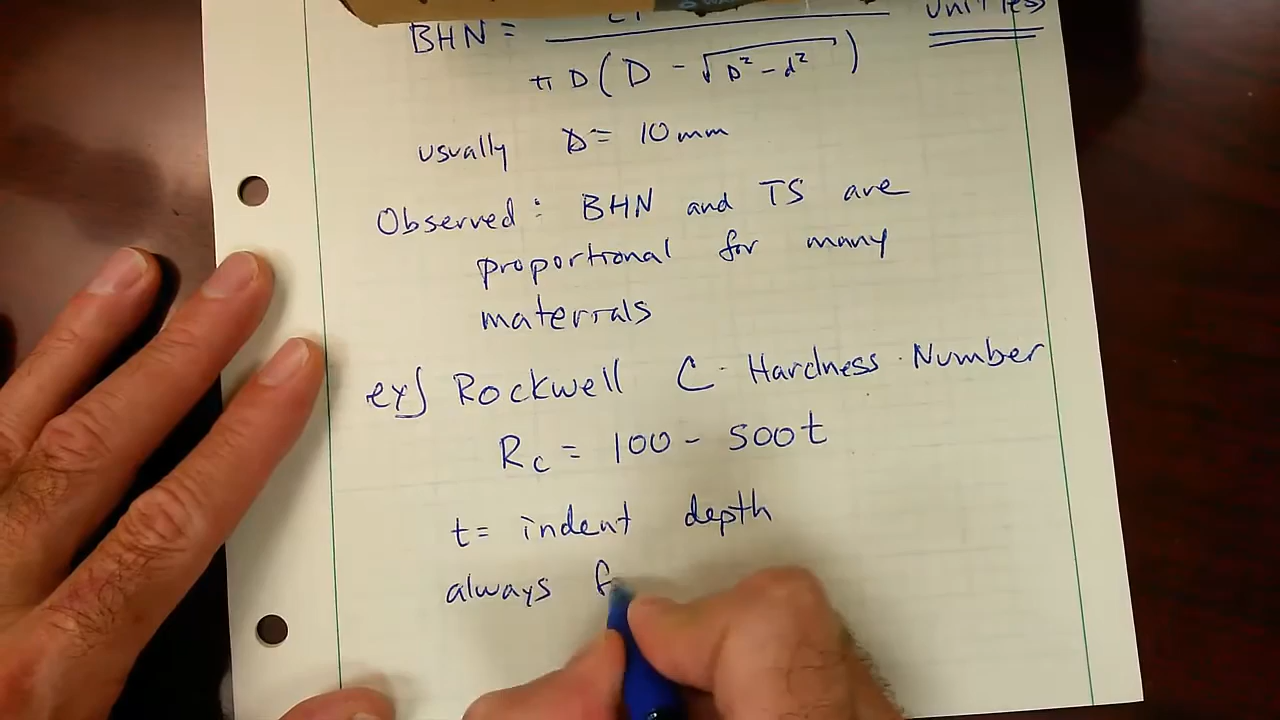 BHN =
π D ( D - √D² - d² )
usually D = 10 mm
Observed : BHN and TS are
proportional for many
materials
ex) Rockwell C Hardness Number
Rc = 100 - 500t
t = indent depth
always f